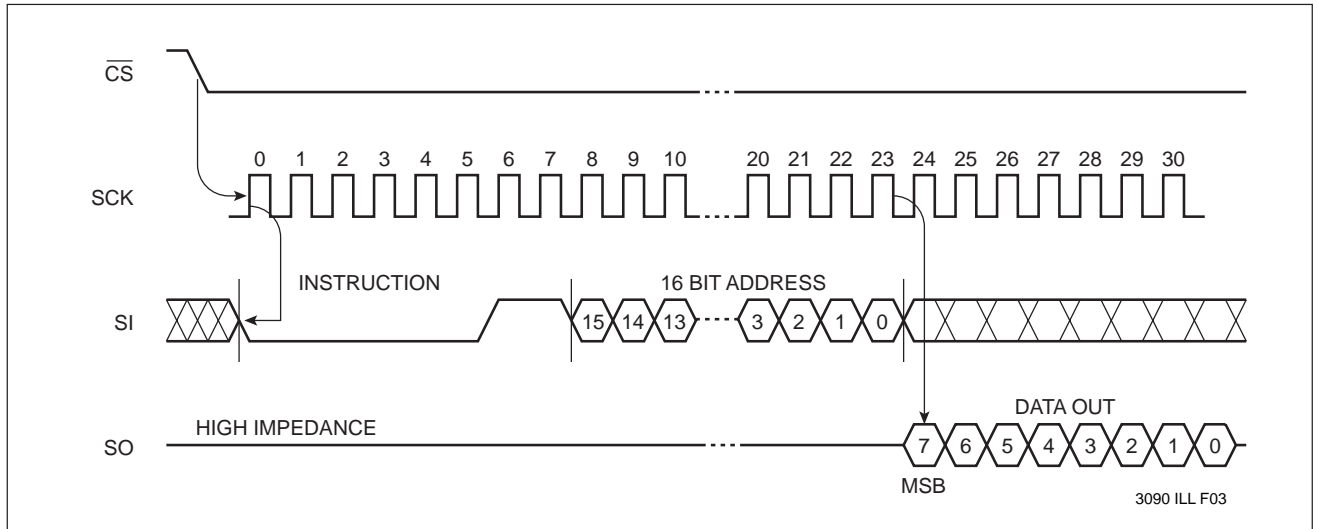 CS
0 1 2 3 4 5 6 7 8 9 10 20 21 22 23 24 25 26 27 28 29 30
SCK
INSTRUCTION
16 BIT ADDRESS
SI
15 14 13 3 2 1 0
HIGH IMPEDANCE
DATA OUT
SO
7 6 5 4 3 2 1 0
MSB
3090 ILL F03